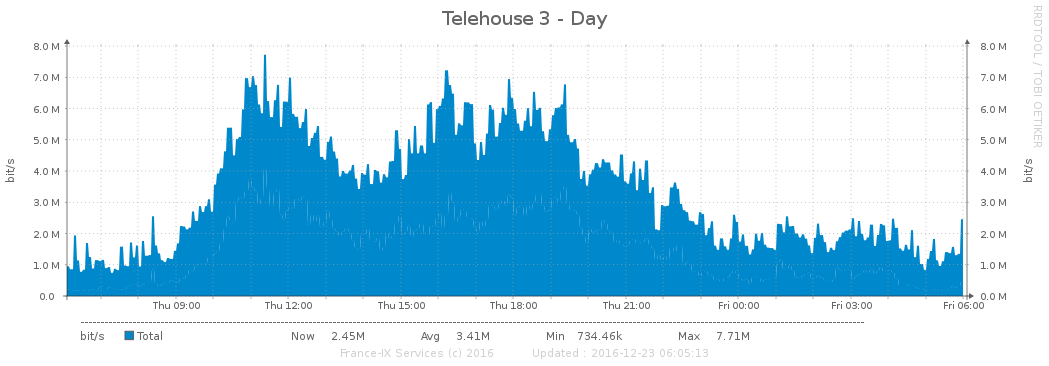 Telehouse 3 - Day
RRDTOOL / TOBI OETIKER
8.0 M 8.0 M
7.0 M 7.0 M
6.0 M 6.0 M
5.0 M 5.0 M
4.0 M 4.0 M
3.0 M 3.0 M
2.0 M 2.0 M
1.0 M 1.0 M
0.0 0.0 M
bit/s bit/s
Thu 09:00 Thu 12:00 Thu 15:00 Thu 18:00 Thu 21:00 Fri 00:00 Fri 03:00 Fri 06:00
bit/s Total Now 2.45M Avg 3.41M Min 734.46k Max 7.71M
France-IX Services (c) 2016 Updated : 2016-12-23 06:05:13